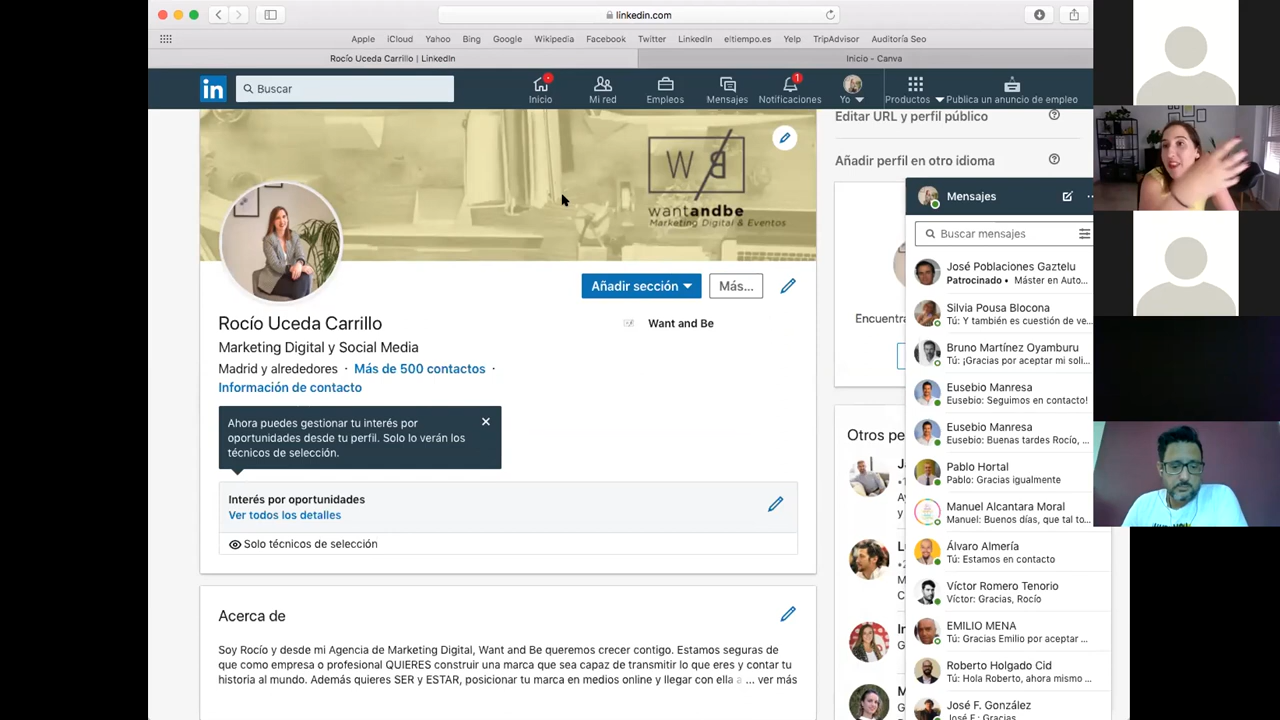 linkedin.com
Apple iCloud Yahoo Bing Google Wikipedia Facebook Twitter LinkedIn eltiempo.es Yelp TripAdvisor Auditoría Seo
Rocío Uceda Carrillo | LinkedIn
Inicio - Canva
in
Buscar
Inicio
Mi red
Empleos
Mensajes
1
Notificaciones
Yo
Productos
Publica un anuncio de empleo
W B
wantandbe
Marketing Digital & Eventos
Añadir sección
Más...
Rocío Uceda Carrillo
Want and Be
Marketing Digital y Social Media
Madrid y alrededores · Más de 500 contactos ·
Información de contacto
Ahora puedes gestionar tu interés por
oportunidades desde tu perfil. Solo lo verán los
técnicos de selección.
Interés por oportunidades
Ver todos los detalles
Solo técnicos de selección
Acerca de
Soy Rocío y desde mi Agencia de Marketing Digital, Want and Be queremos crecer contigo. Estamos seguras de
que como empresa o profesional QUIERES construir una marca que sea capaz de transmitir lo que eres y contar tu
historia al mundo. Además quieres SER y ESTAR, posicionar tu marca en medios online y llegar con ella a ... ver más
Editar URL y perfil público
Añadir perfil en otro idioma
Encuentra
Otros pe
Mensajes
Buscar mensajes
José Poblaciones Gaztelu
Patrocinado • Máster en Auto...
Silvia Pousa Blocona
Tú: Y también es cuestión de ve...
Bruno Martínez Oyamburu
Tú: ¡Gracias por aceptar mi soli...
Eusebio Manresa
Eusebio: Seguimos en contacto!
Eusebio Manresa
Eusebio: Buenas tardes Rocío, ...
Pablo Hortal
Pablo: Gracias igualmente
Manuel Alcantara Moral
Manuel: Buenos días, que tal to...
Álvaro Almería
Tú: Estamos en contacto
Víctor Romero Tenorio
Víctor: Gracias, Rocío
EMILIO MENA
Tú: Gracias Emilio por aceptar ...
Roberto Holgado Cid
Tú: Hola Roberto, ahora mismo ...
José F. González
José F.: Gracias